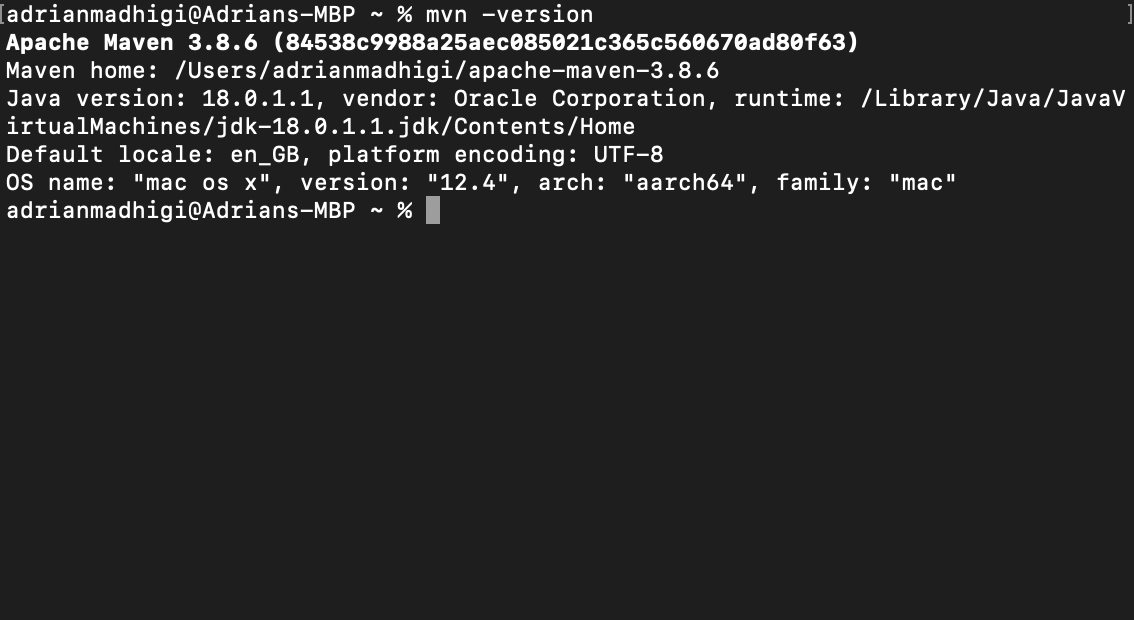 [adrianmadhigi@Adrians-MBP ~ % mvn -version ]
Apache Maven 3.8.6 (84538c9988a25aec085021c365c560670ad80f63)
Maven home: /Users/adrianmadhigi/apache-maven-3.8.6
Java version: 18.0.1.1, vendor: Oracle Corporation, runtime: /Library/Java/JavaV
irtualMachines/jdk-18.0.1.1.jdk/Contents/Home
Default locale: en_GB, platform encoding: UTF-8
OS name: "mac os x", version: "12.4", arch: "aarch64", family: "mac"
adrianmadhigi@Adrians-MBP ~ %